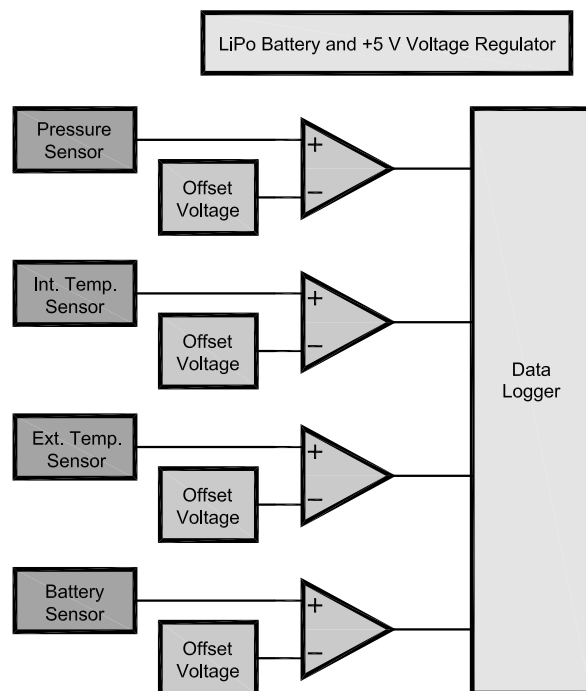 LiPo Battery and +5 V Voltage Regulator
Pressure
Sensor
+
−
Offset
Voltage
Int. Temp.
Sensor
+
−
Offset
Voltage
Data
Logger
Ext. Temp.
Sensor
+
−
Offset
Voltage
Battery
Sensor
+
−
Offset
Voltage